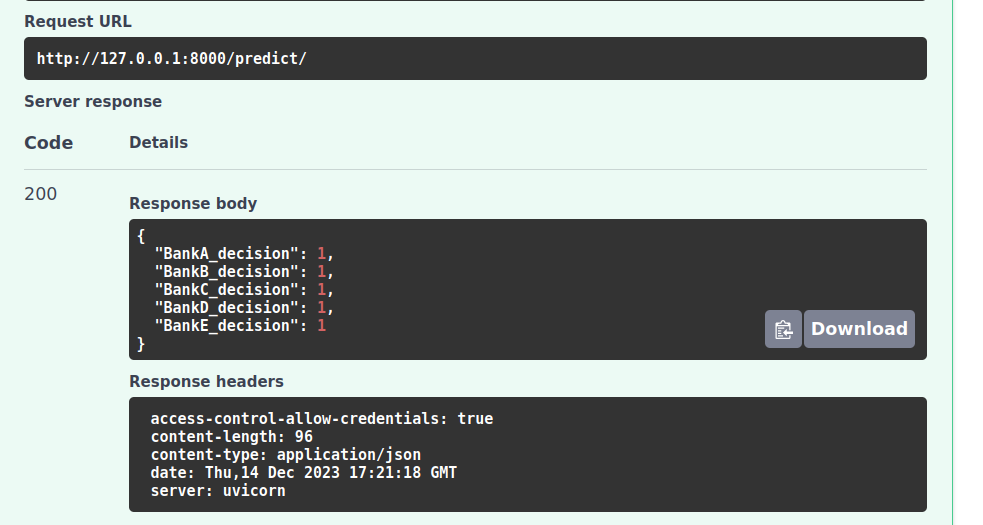 Request URL
http://127.0.0.1:8000/predict/
Server response
Code Details
200
Response body
{
  "BankA_decision": 1,
  "BankB_decision": 1,
  "BankC_decision": 1,
  "BankD_decision": 1,
  "BankE_decision": 1
}
Download
Response headers
access-control-allow-credentials: true
content-length: 96
content-type: application/json
date: Thu,14 Dec 2023 17:21:18 GMT
server: uvicorn